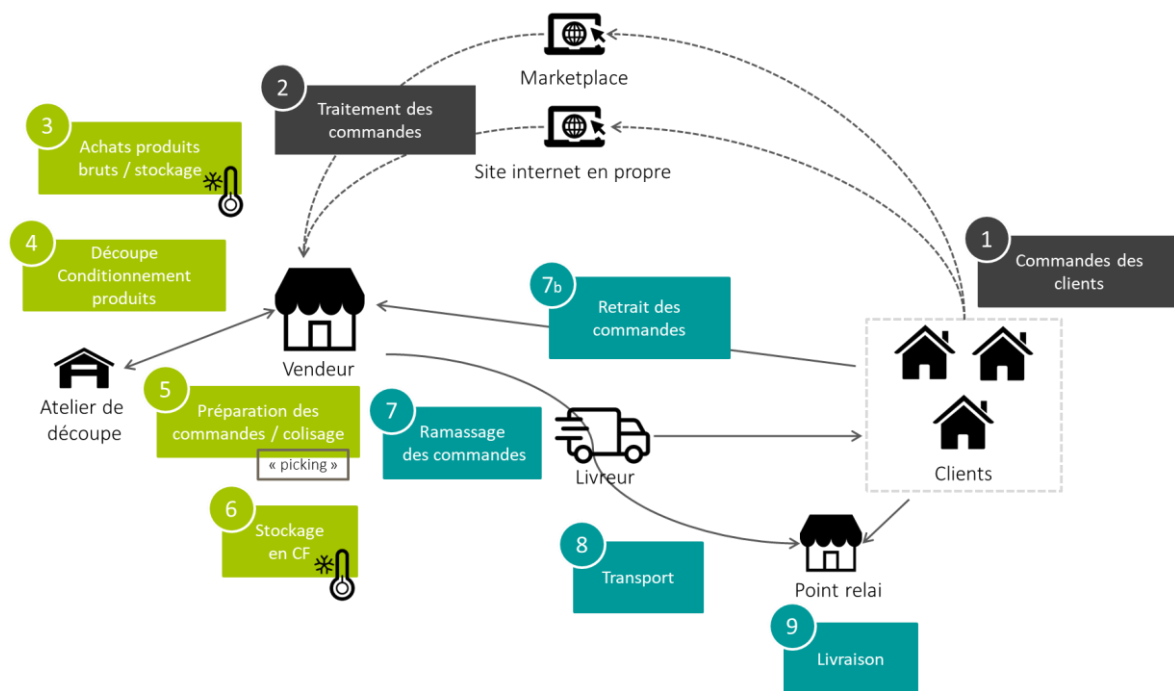 Marketplace
2
Traitement des
commandes
Site internet en propre
3
Achats produits
bruts / stockage
4
Découpe
Conditionnement
produits
1
Commandes des
clients
7b
Retrait des
commandes
Vendeur
Atelier de
découpe
5
Préparation des
commandes / colisage
« picking »
7
Ramassage
des commandes
Livreur
Clients
6
Stockage
en CF
8
Transport
Point relai
9
Livraison